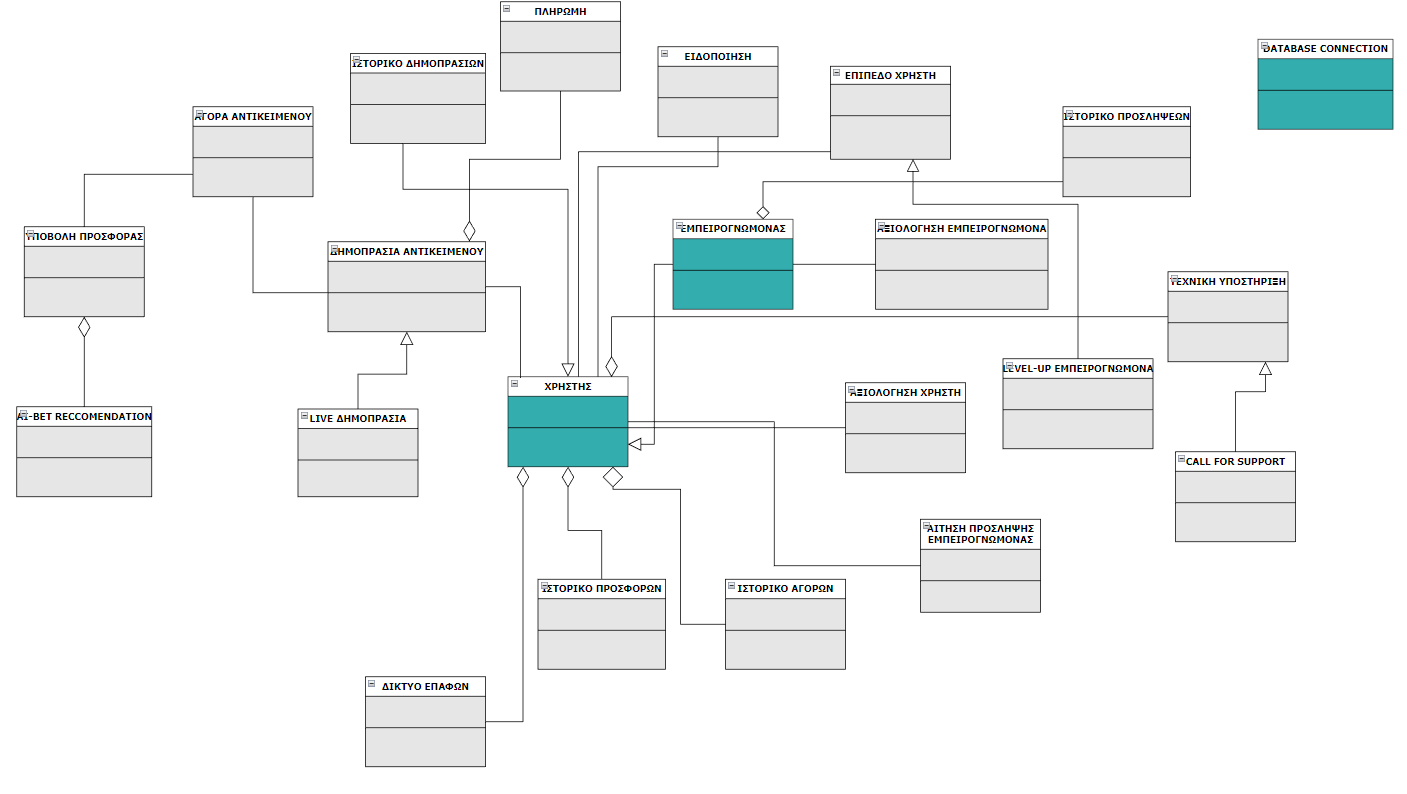 ΠΛΗΡΩΜΗ
DATABASE CONNECTION
ΕΙΔΟΠΟΙΗΣΗ
ΙΣΤΟΡΙΚΟ ΔΗΜΟΠΡΑΣΙΩΝ
ΕΠΙΠΕΔΟ ΧΡΗΣΤΗ
ΑΓΟΡΑ ΑΝΤΙΚΕΙΜΕΝΟΥ
ΙΣΤΟΡΙΚΟ ΠΡΟΣΛΗΨΕΩΝ
ΕΜΠΕΙΡΟΓΝΩΜΟΝΑΣ
ΑΞΙΟΛΟΓΗΣΗ ΕΜΠΕΙΡΟΓΝΩΜΟΝΑ
ΥΠΟΒΟΛΗ ΠΡΟΣΦΟΡΑΣ
ΔΗΜΟΠΡΑΣΙΑ ΑΝΤΙΚΕΙΜΕΝΟΥ
ΤΕΧΝΙΚΗ ΥΠΟΣΤΗΡΙΞΗ
LEVEL-UP ΕΜΠΕΙΡΟΓΝΩΜΟΝΑ
ΧΡΗΣΤΗΣ
ΑΞΙΟΛΟΓΗΣΗ ΧΡΗΣΤΗ
AI-BET RECCOMENDATION
LIVE ΔΗΜΟΠΡΑΣΙΑ
CALL FOR SUPPORT
ΑΙΤΗΣΗ ΠΡΟΣΛΗΨΗΣ
ΕΜΠΕΙΡΟΓΝΩΜΟΝΑΣ
ΙΣΤΟΡΙΚΟ ΠΡΟΣΦΟΡΩΝ
ΙΣΤΟΡΙΚΟ ΑΓΟΡΩΝ
ΔΙΚΤΥΟ ΕΠΑΦΩΝ